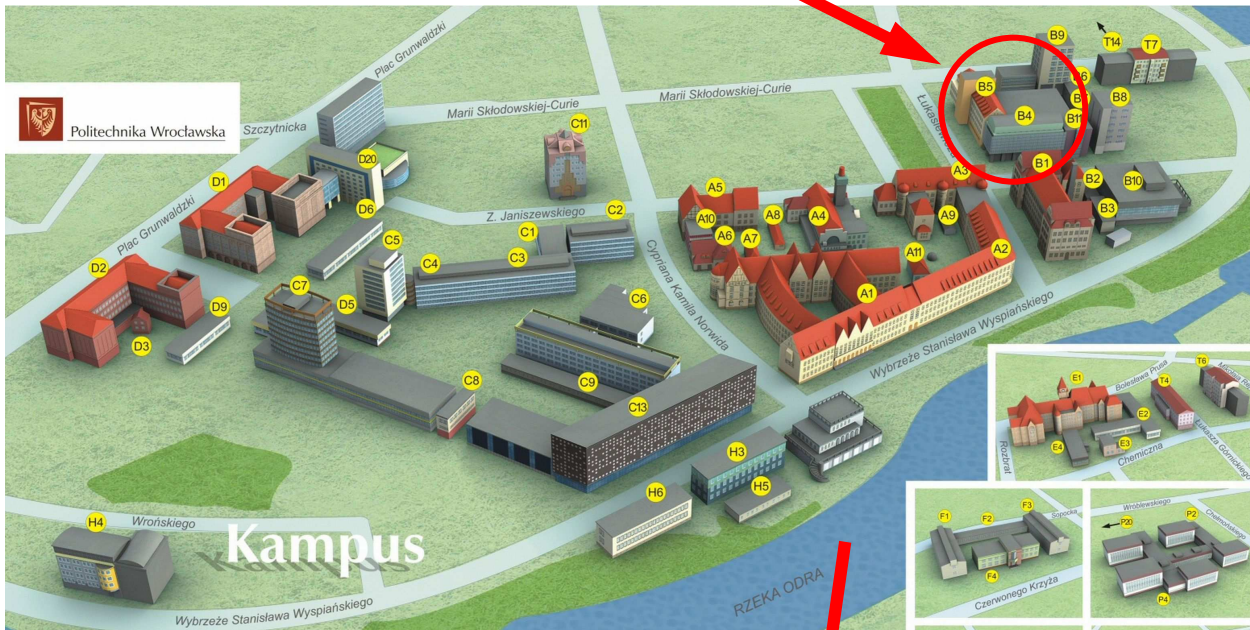 Politechnika Wrocławska
Plac Grunwaldzki
Szczytnicka
Marii Skłodowskiej-Curie
Marii Skłodowskiej-Curie
B9
T14
T7
B6
B5
B8
B4
B11
C11
D20
D1
D6
Z. Janiszewskiego
C2
C1
C5
C4
C3
A5
A10
A6
A7
A8
A4
A3
A9
B1
B2
B10
B3
A11
A2
A1
Plac Grunwaldzki
D2
D9
D3
C7
D5
C6
Cypriana Kamila Norwida
Wybrzeże Stanisława Wyspiańskiego
C8
C9
C13
H3
H5
H6
H4
Wrońskiego
Kampus
Wybrzeże Stanisława Wyspiańskiego
RZEKA ODRA
E1
Bolesława Prusa
T6
T4
E2
E3
E4
Chemiczna
Łukasza Górnickiego
Rozbrat
F1
F2
F3
Sopocka
F4
Czerwonego Krzyża
Wróblewskiego
P20
P2
Chełmońskiego
P4